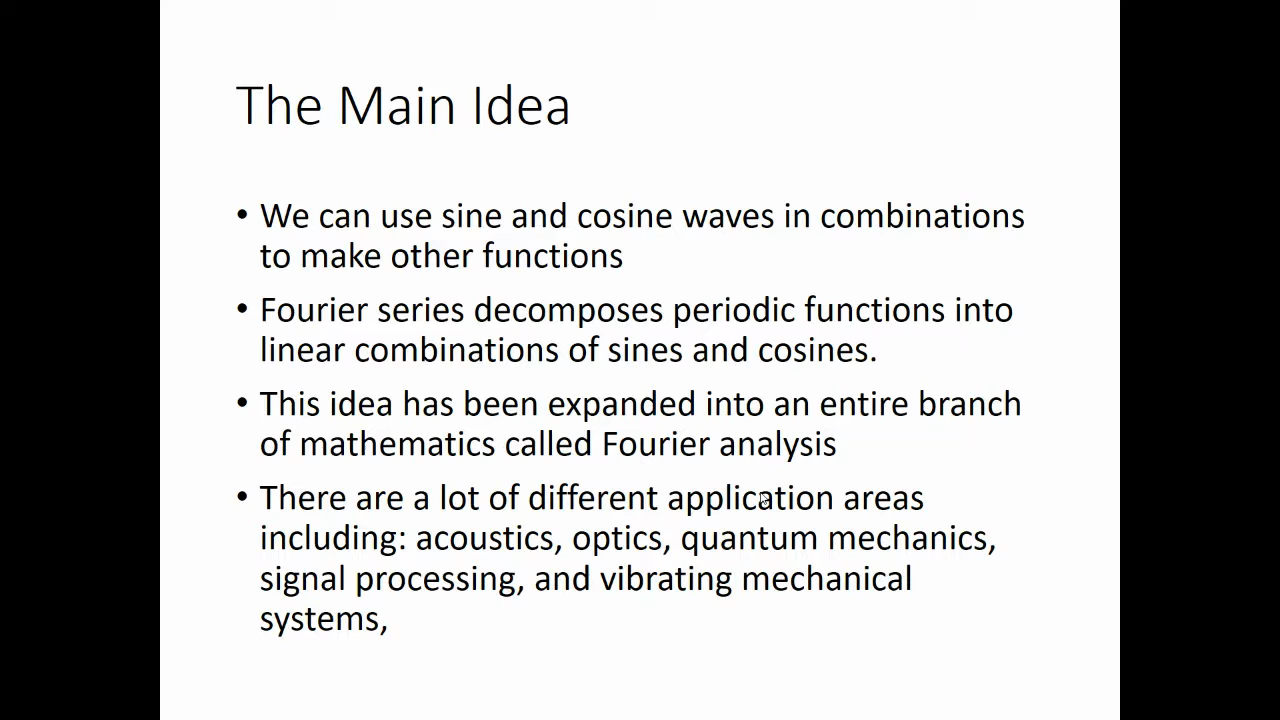 The Main Idea
• We can use sine and cosine waves in combinations
to make other functions
• Fourier series decomposes periodic functions into
linear combinations of sines and cosines.
• This idea has been expanded into an entire branch
of mathematics called Fourier analysis
• There are a lot of different application areas
including: acoustics, optics, quantum mechanics,
signal processing, and vibrating mechanical
systems,